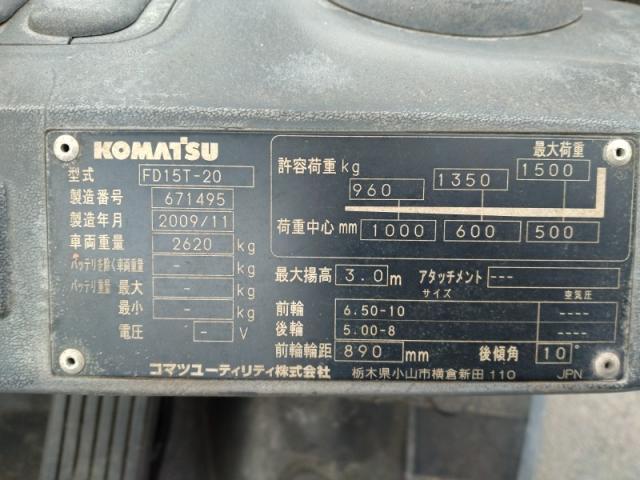 KOMATSU
型式 FD15T-20
製造番号 671495
製造年月 2009/11
車両重量 2620 kg
バッテリを除く車両重量 - kg
バッテリ重量 最大 - kg
最小 - kg
電圧 - V
最大荷重
許容荷重 kg 960 1350 1500
荷重中心 mm 1000 600 500
最大揚高 3.0 m アタッチメント ---
サイズ 空気圧
前輪 6.50-10 ----
後輪 5.00-8 ----
前輪輪距 890 mm 後傾角 10°
コマツユーティリティ株式会社 栃木県小山市横倉新田 110 JPN